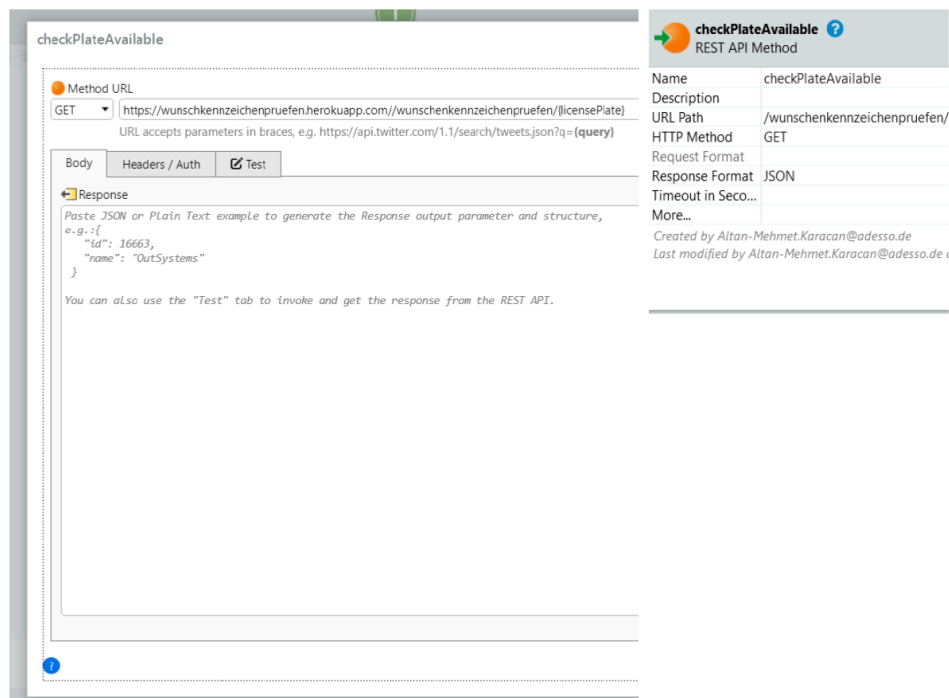 checkPlateAvailable
Method URL
GET
https://wunschkennzeichenpruefen.herokuapp.com//wunschenkennzeichenpruefen/{licensePlate}
URL accepts parameters in braces, e.g. https://api.twitter.com/1.1/search/tweets.json?q={query}
Body
Headers / Auth
Test
Response
Paste JSON or Plain Text example to generate the Response output parameter and structure,
e.g.:{
"id": 16663,
"name": "OutSystems"
}
You can also use the "Test" tab to invoke and get the response from the REST API.
?
checkPlateAvailable ?
REST API Method
Name checkPlateAvailable
Description
URL Path /wunschenkennzeichenpruefen/
HTTP Method GET
Request Format
Response Format JSON
Timeout in Seco...
More...
Created by Altan-Mehmet.Karacan@adesso.de
Last modified by Altan-Mehmet.Karacan@adesso.de